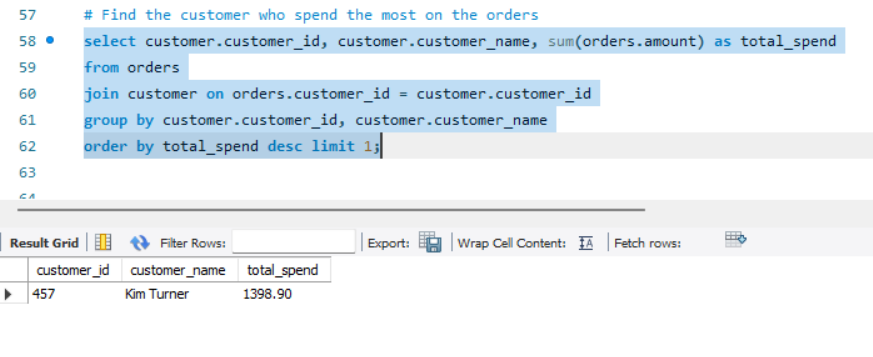 57 # Find the customer who spend the most on the orders
58 select customer.customer_id, customer.customer_name, sum(orders.amount) as total_spend
59 from orders
60 join customer on orders.customer_id = customer.customer_id
61 group by customer.customer_id, customer.customer_name
62 order by total_spend desc limit 1;
63
64
Result Grid Filter Rows: Export: Wrap Cell Content: IA Fetch rows:
customer_id customer_name total_spend
457 Kim Turner 1398.90